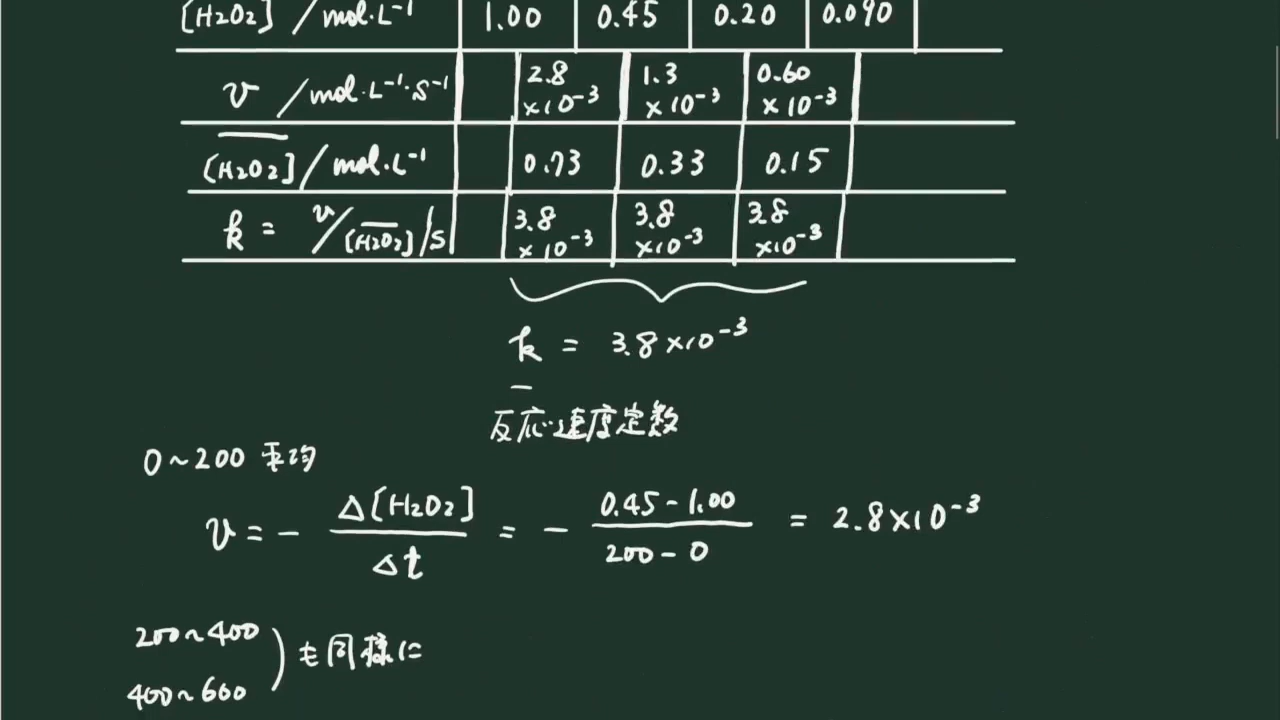 [H2O2] / mol·L⁻¹ 1.00 0.45 0.20 0.090
v / mol·L⁻¹·s⁻¹ 2.8×10⁻³ 1.3×10⁻³ 0.60×10⁻³
[H̅2̅O̅2̅] / mol·L⁻¹ 0.73 0.33 0.15
k = v/[H̅2̅O̅2̅] /s 3.8×10⁻³ 3.8×10⁻³ 3.8×10⁻³
k = 3.8×10⁻³
反応速度定数
0~200 平均
v = - Δ[H2O2]/Δt = - (0.45-1.00)/(200-0) = 2.8×10⁻³
200~400
400~600
) も同様に